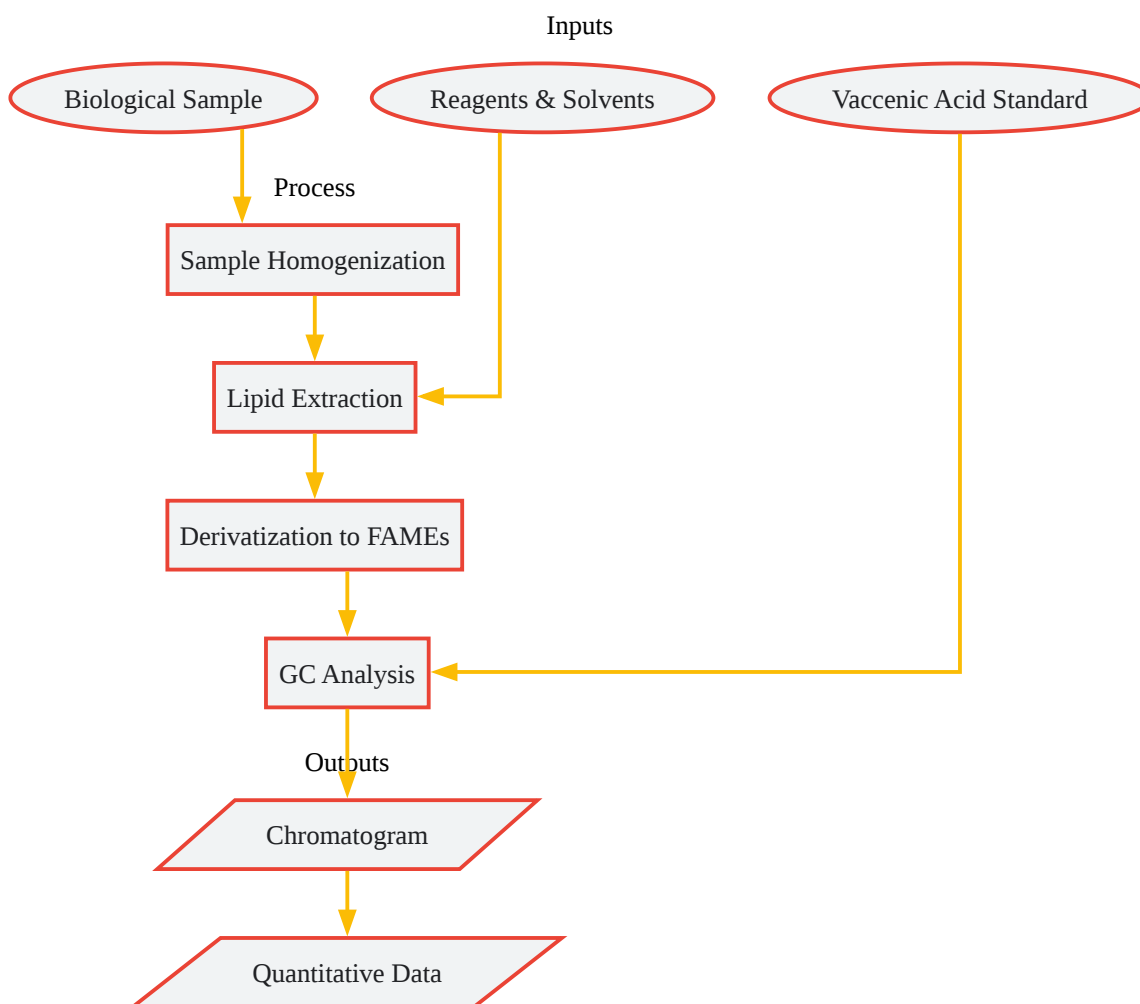 Inputs
Biological Sample
Reagents & Solvents
Vaccenic Acid Standard
Process
Sample Homogenization
Lipid Extraction
Derivatization to FAMEs
GC Analysis
Outputs
Chromatogram
Quantitative Data